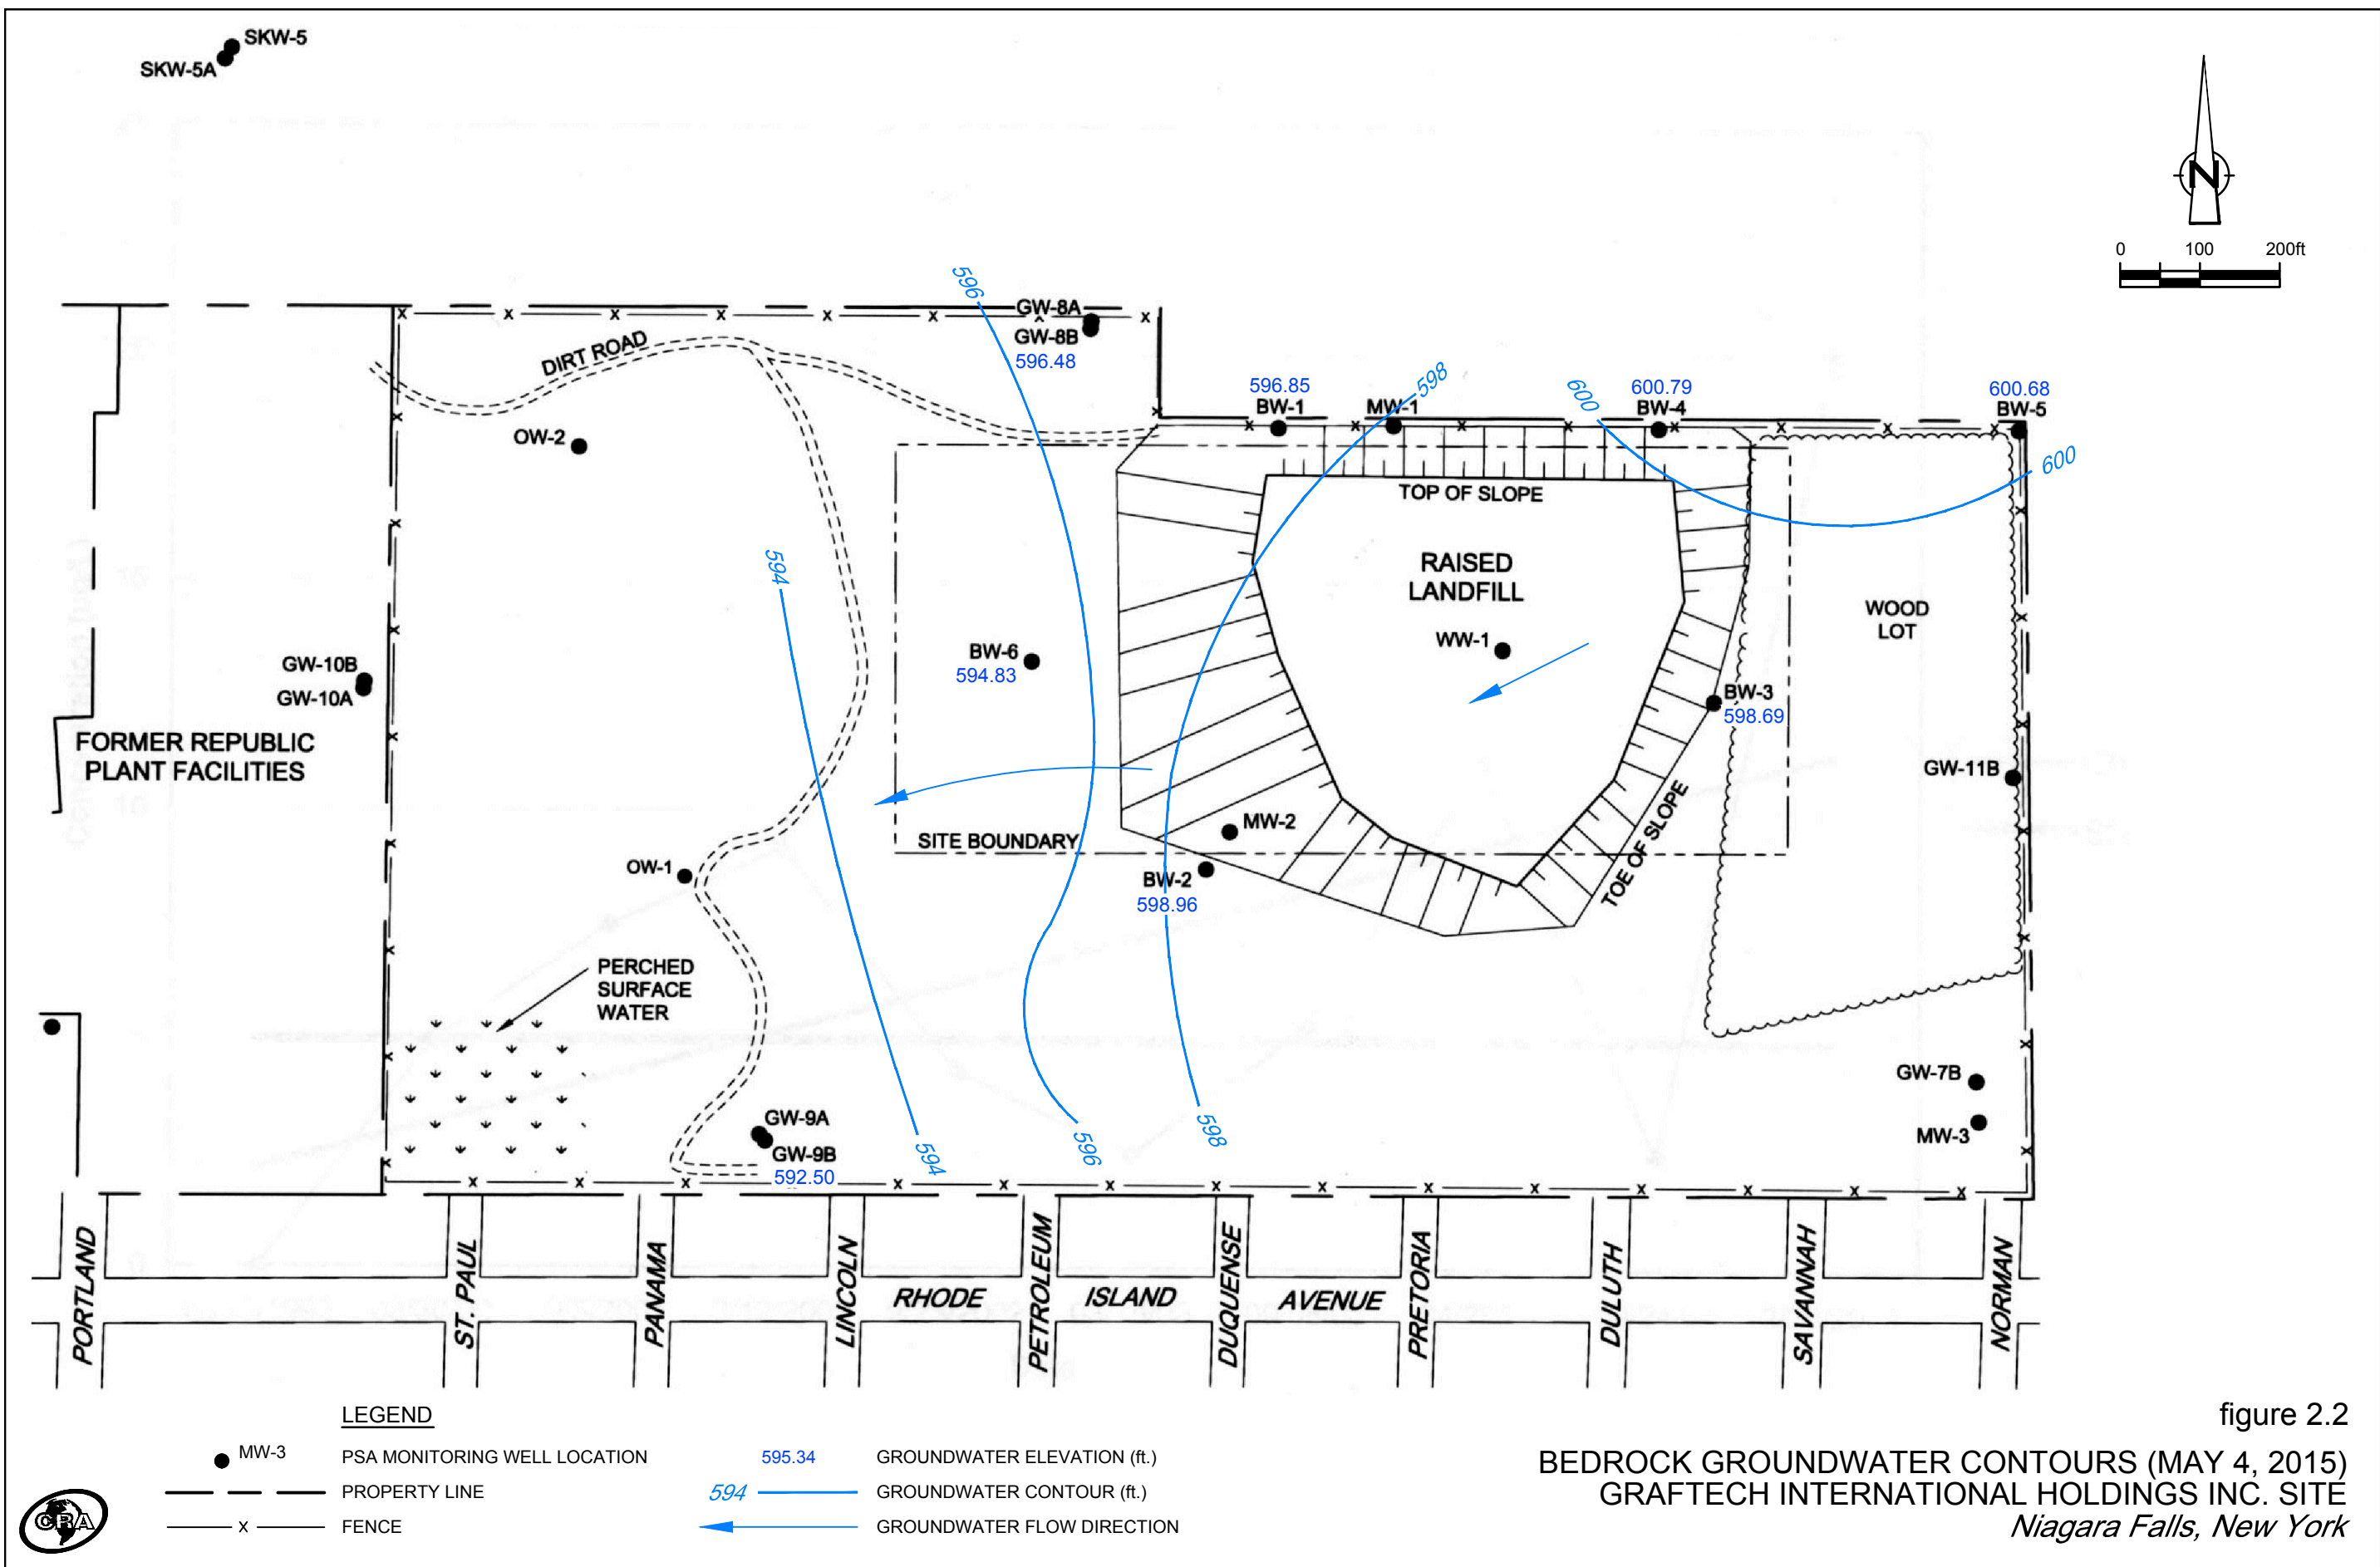 SKW-5
SKW-5A
N
0 100 200ft
596
GW-8A
GW-8B
596.48
DIRT ROAD
598
600
596.85
BW-1
MW-1
600.79
BW-4
600.68
BW-5
600
OW-2
TOP OF SLOPE
594
RAISED
LANDFILL
WOOD
LOT
WW-1
BW-6
594.83
GW-10B
GW-10A
BW-3
598.69
FORMER REPUBLIC
PLANT FACILITIES
GW-11B
MW-2
SITE BOUNDARY
TOE OF SLOPE
OW-1
BW-2
598.96
PERCHED
SURFACE
WATER
GW-7B
MW-3
GW-9A
GW-9B
592.50
594
596
598
PORTLAND
ST. PAUL
PANAMA
LINCOLN
RHODE
PETROLEUM
ISLAND
DUQUENSE
AVENUE
PRETORIA
DULUTH
SAVANNAH
NORMAN
LEGEND
MW-3 PSA MONITORING WELL LOCATION
PROPERTY LINE
x FENCE
595.34 GROUNDWATER ELEVATION (ft.)
594 GROUNDWATER CONTOUR (ft.)
GROUNDWATER FLOW DIRECTION
CRA
figure 2.2
BEDROCK GROUNDWATER CONTOURS (MAY 4, 2015)
GRAFTECH INTERNATIONAL HOLDINGS INC. SITE
Niagara Falls, New York